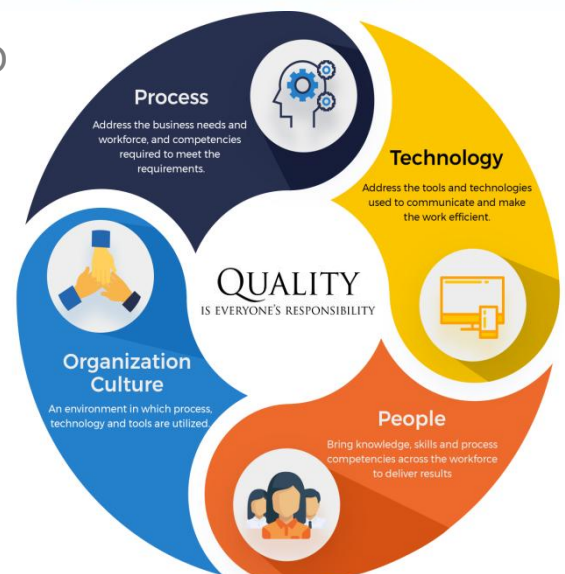 Process
Address the business needs and
workforce, and competencies
required to meet the
requirements.
Technology
Address the tools and technologies
used to communicate and make
the work efficient.
QUALITY
IS EVERYONE'S RESPONSIBILITY
Organization
Culture
An environment in which process,
technology and tools are utilized.
People
Bring knowledge, skills and process
competencies across the workforce
to deliver results